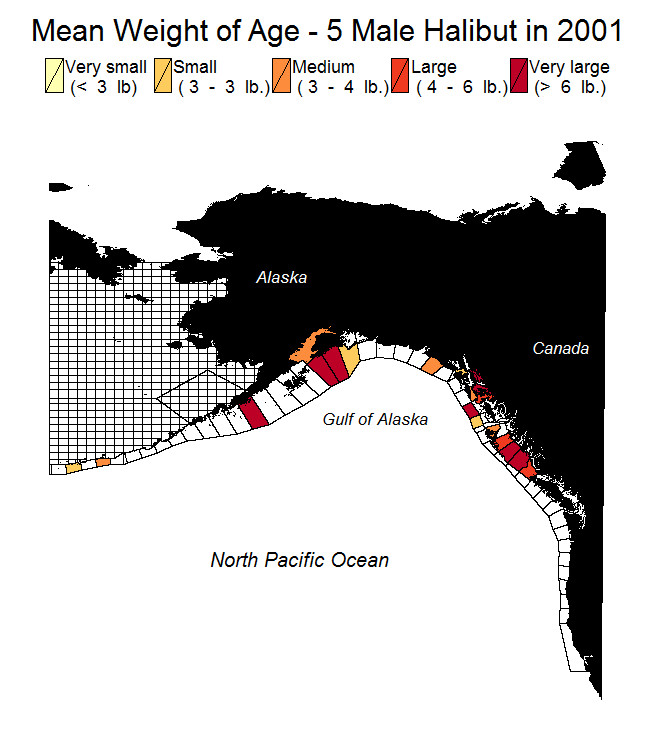 Mean Weight of Age - 5 Male Halibut in 2001
Very small Small Medium Large Very large
(< 3 lb) ( 3 - 3 lb.) ( 3 - 4 lb.) ( 4 - 6 lb.) (> 6 lb.)
Alaska
Canada
Gulf of Alaska
North Pacific Ocean